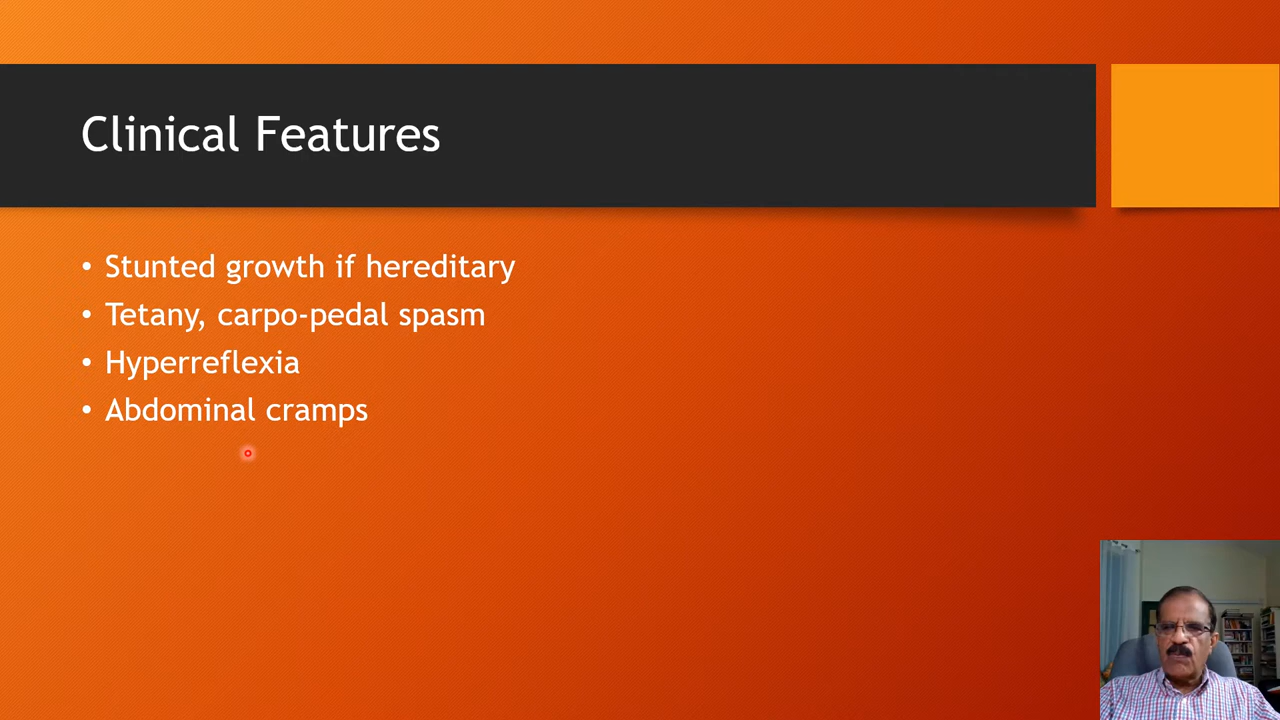 Clinical Features
• Stunted growth if hereditary
• Tetany, carpo-pedal spasm
• Hyperreflexia
• Abdominal cramps